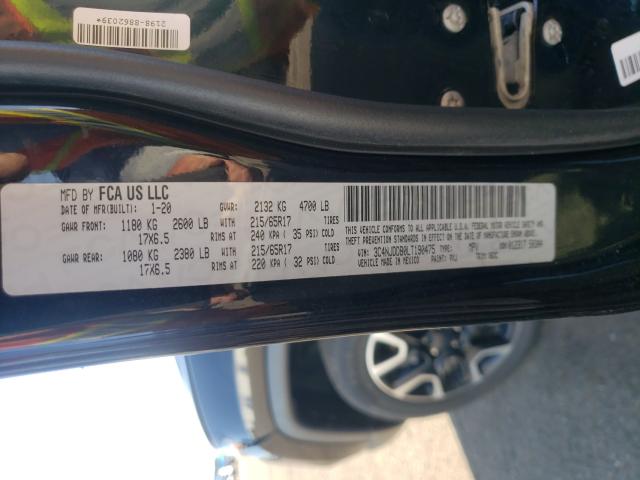 2198-8862039*
MFD BY FCA US LLC
DATE OF MFR(BUILT): 1-20 GVWR: 2132 KG 4700 LB
GAWR FRONT: 1180 KG 2600 LB WITH 215/65R17 TIRES
17X6.5 RIMS AT 240 KPA ( 35 PSI) COLD
GAWR REAR: 1080 KG 2380 LB WITH 215/65R17 TIRES
17X6.5 RIMS AT 220 KPA ( 32 PSI) COLD
THIS VEHICLE CONFORMS TO ALL APPLICABLE U.S.A. FEDERAL MOTOR VEHICLE SAFETY AND
THEFT PREVENTION STANDARDS IN EFFECT ON THE DATE OF MANUFACTURE SHOWN ABOVE.
VIN: 3C4NJDCB0LT190475 TYPE: MPV
VEHICLE MADE IN MEXICO PAINT: PXJ TRIM: